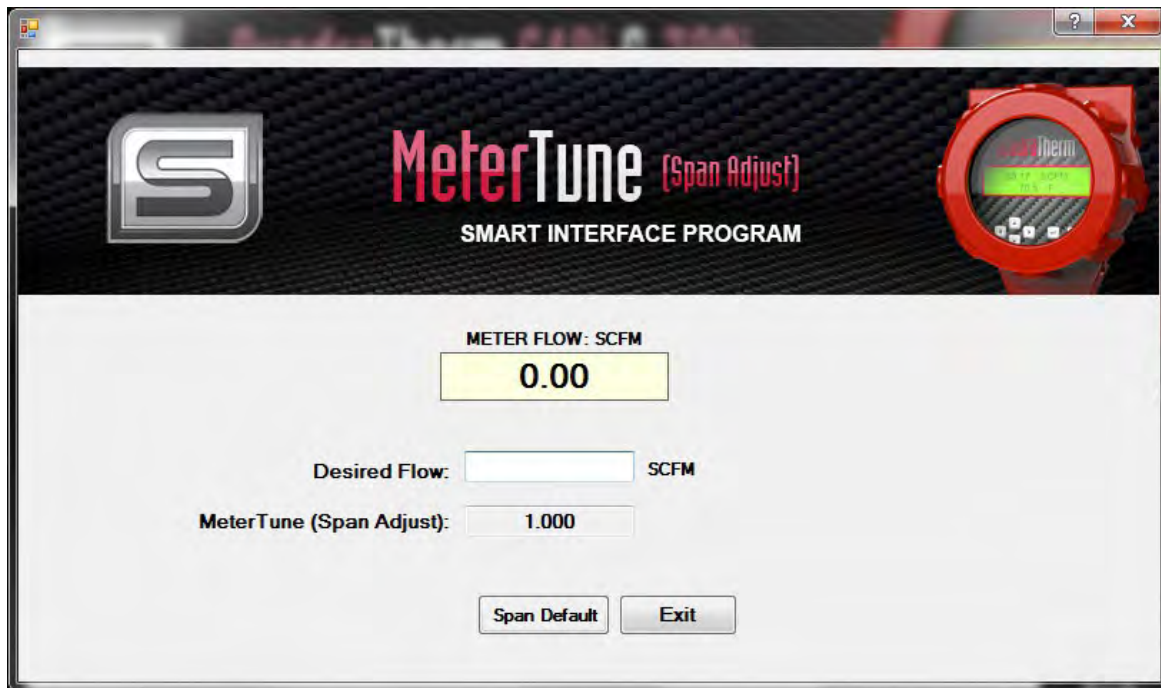 ?
X
S
MeterTune (Span Adjust)
Therm
SMART INTERFACE PROGRAM
METER FLOW: SCFM
0.00
Desired Flow:
SCFM
MeterTune (Span Adjust):
1.000
Span Default
Exit